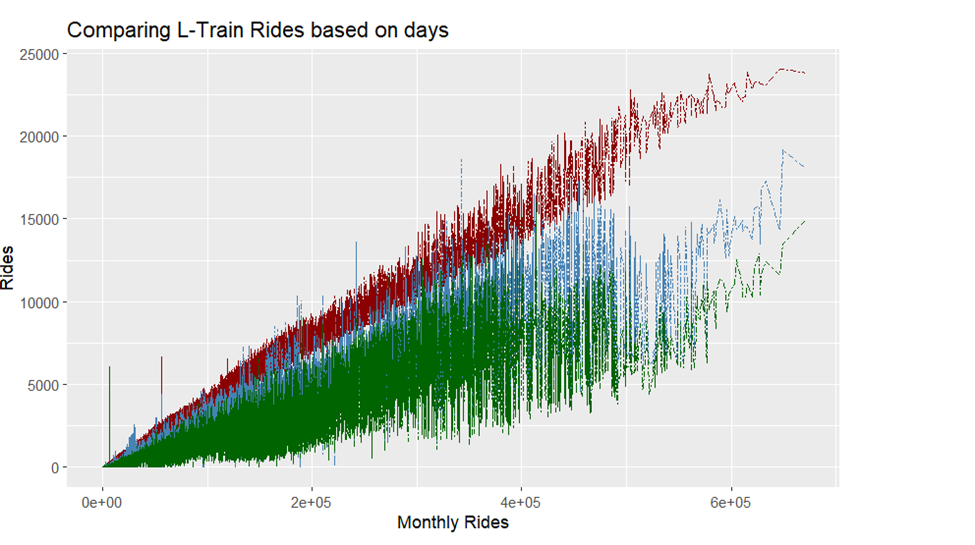 Comparing L-Train Rides based on days
25000
20000
15000
10000
5000
0
Rides
0e+00 2e+05 4e+05 6e+05
Monthly Rides